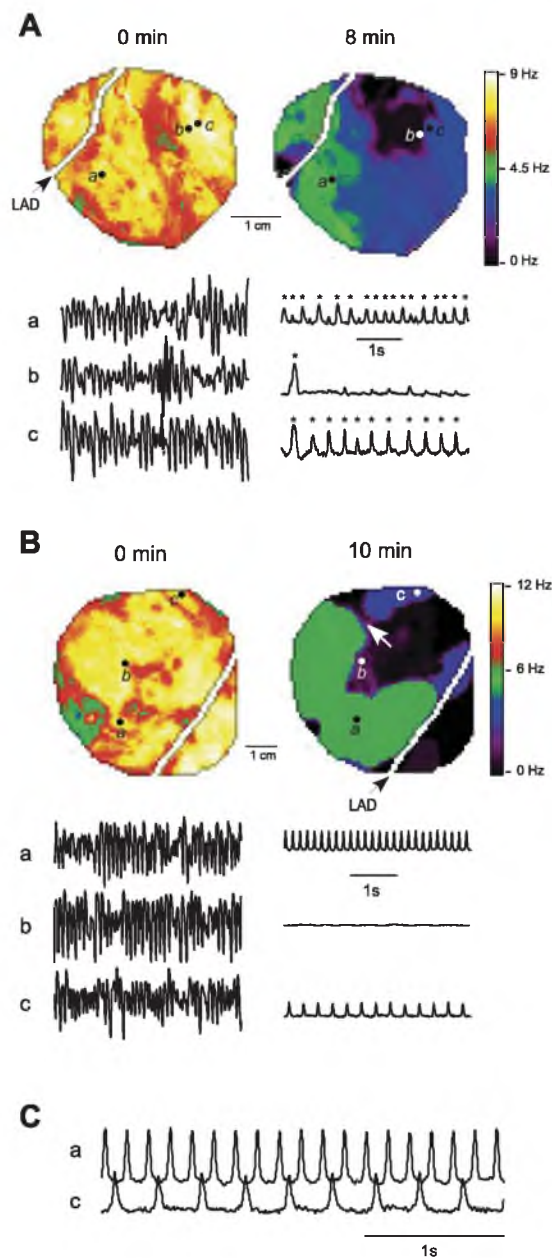 A
0 min 8 min
9 Hz
4.5 Hz
0 Hz
b c
b c
a
a
LAD
1 cm
a
* * * * * * * * * * * * * * *
1s
b
*
c
* * * * * * * * * * *
B
0 min 10 min
12 Hz
6 Hz
0 Hz
c
c
b
b
a
a
1 cm
LAD
a
1s
b
c
C
a
c
1s